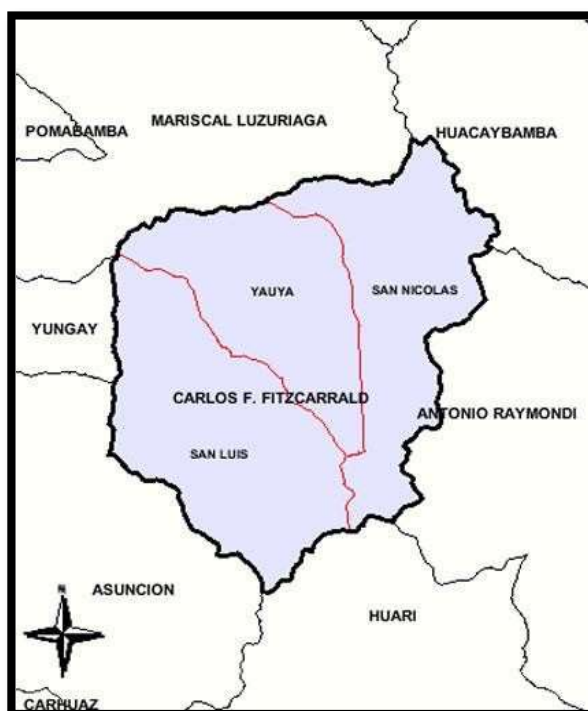 MARISCAL LUZURIAGA
POMABAMBA
HUACAYBAMBA
YAUYA
SAN NICOLAS
YUNGAY
CARLOS F. FITZCARRALD
ANTONIO RAYMONDI
SAN LUIS
ASUNCION
N
HUARI
CARHUAZ